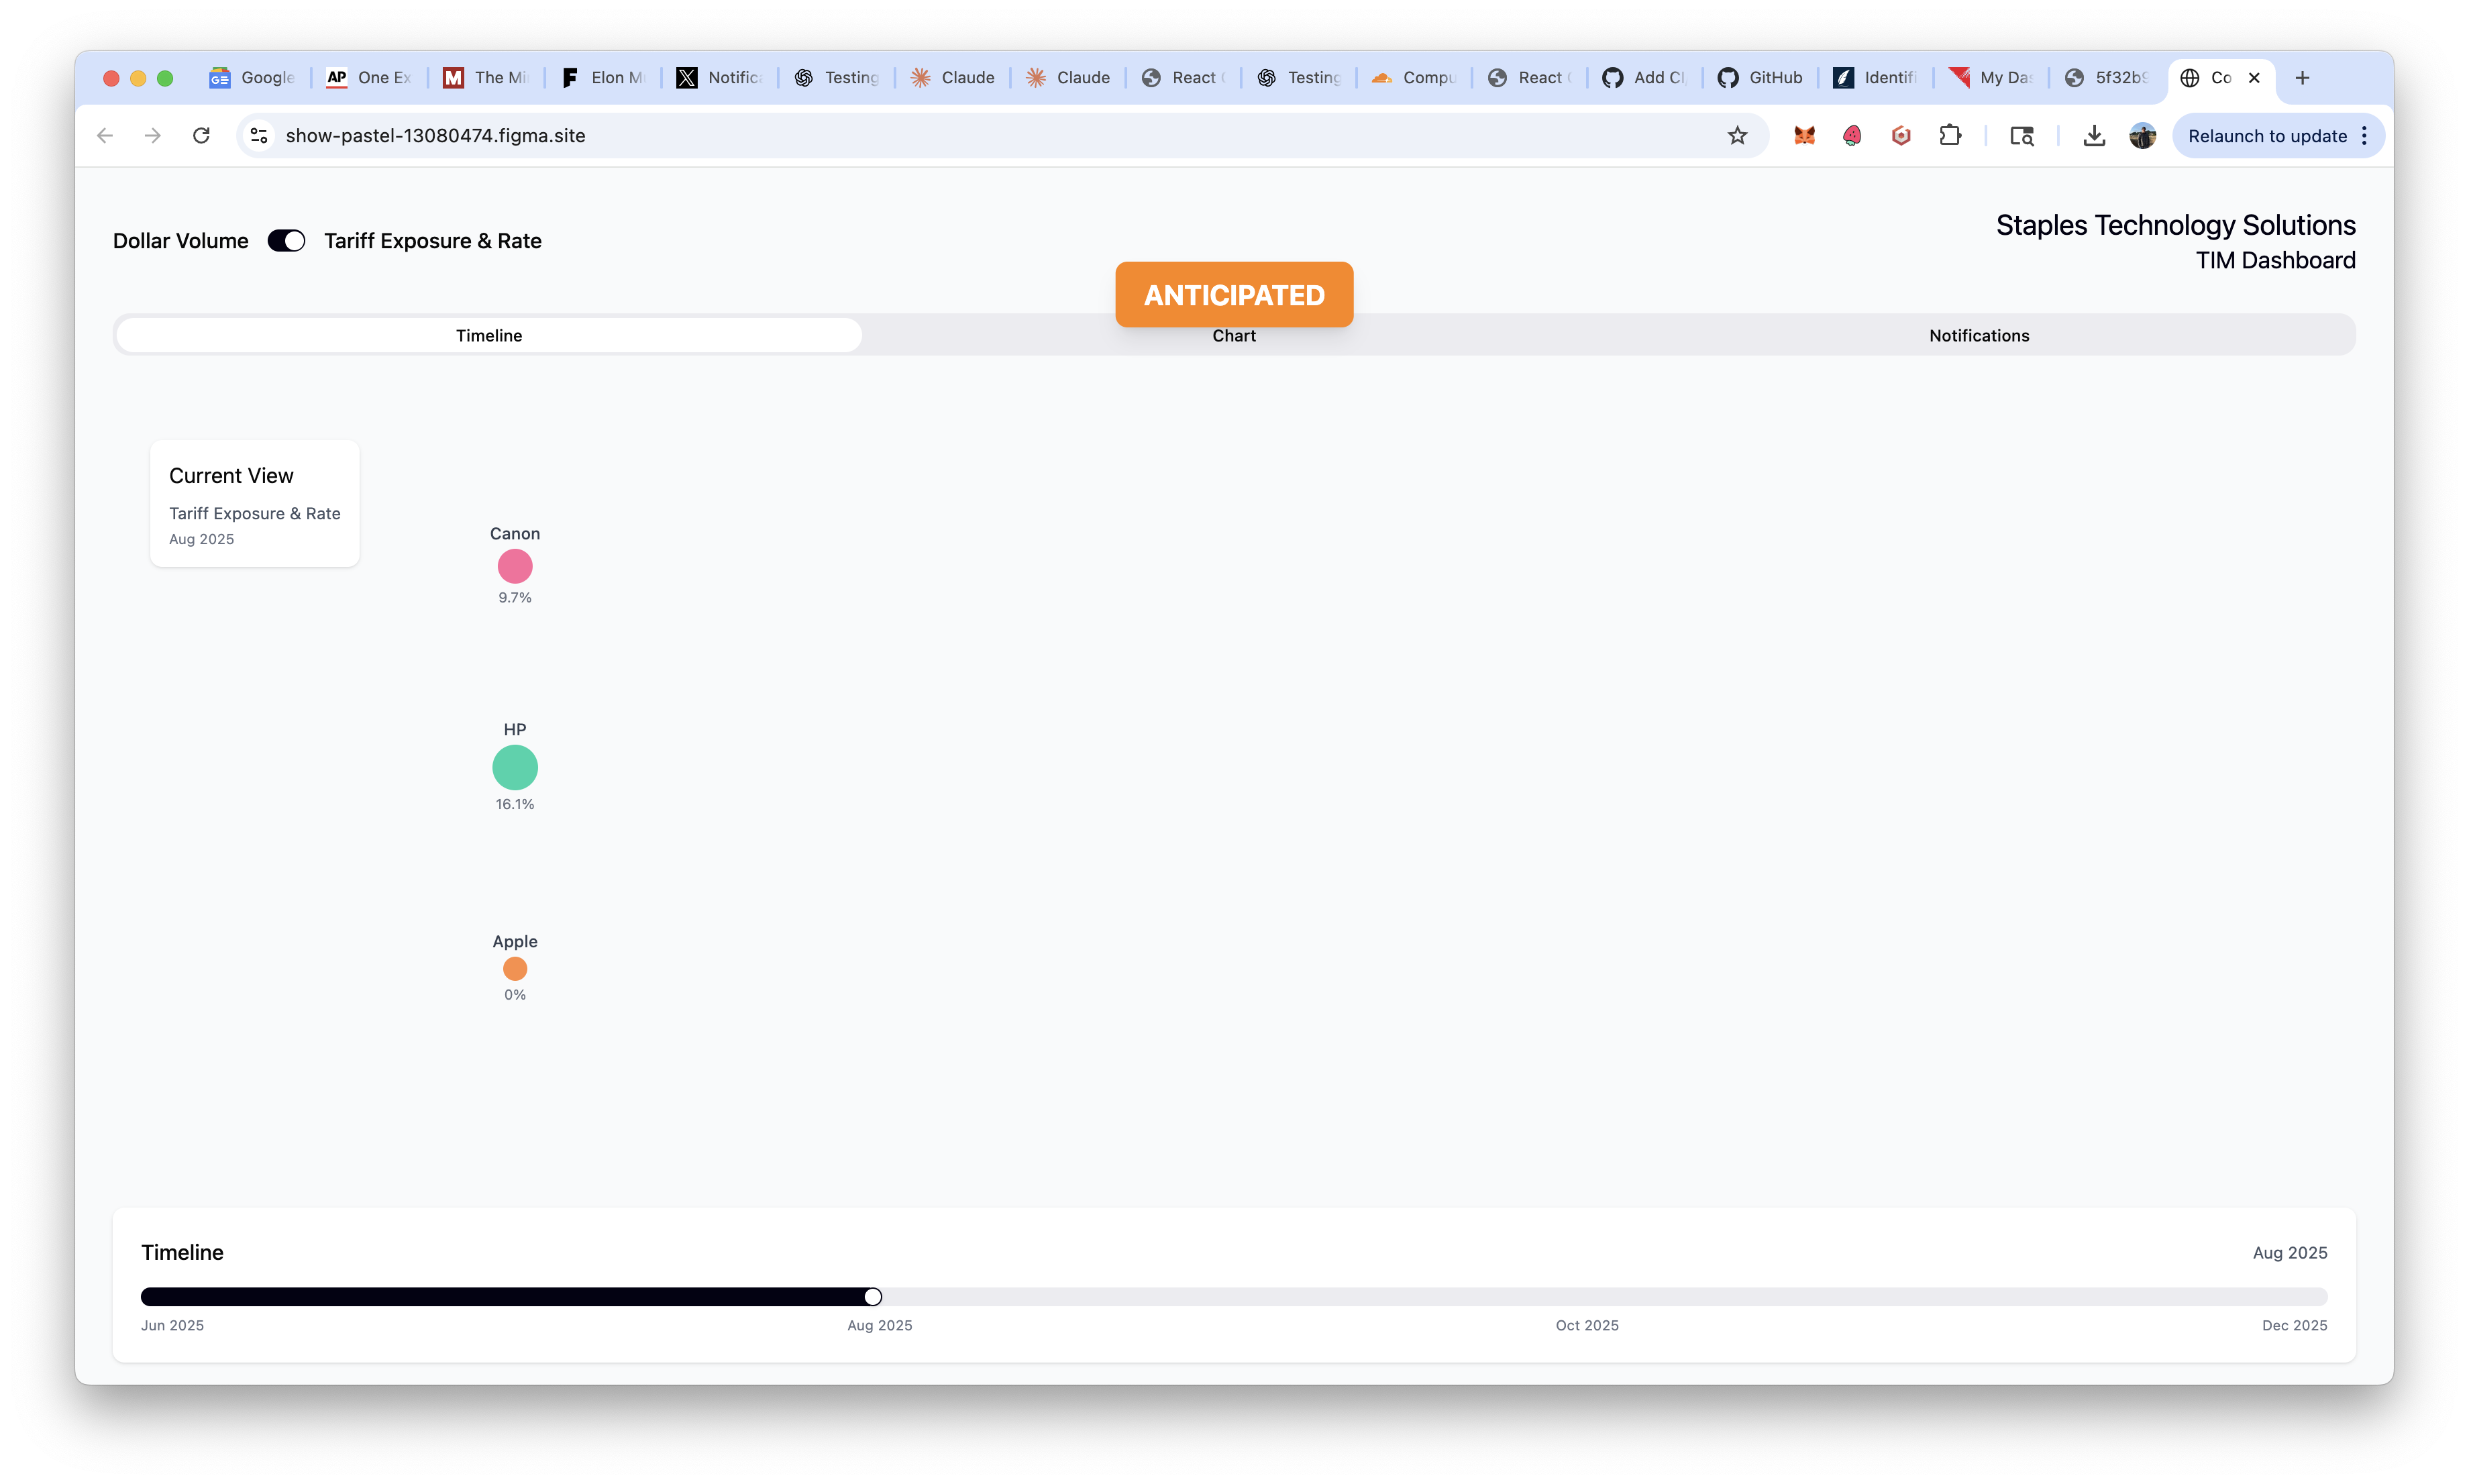 Google
AP One Ex
M The Mi
F Elon M
Notific
Testing
Claude
Claude
React
Testing
Compu
React
Add Cl
GitHub
Identifi
My Das
5f32b9
Co
show-pastel-13080474.figma.site
Relaunch to update
Dollar Volume Tariff Exposure & Rate
Staples Technology Solutions
TIM Dashboard
ANTICIPATED
Timeline Chart Notifications
Current View
Tariff Exposure & Rate
Aug 2025
Canon
9.7%
HP
16.1%
Apple
0%
Timeline Aug 2025
Jun 2025 Aug 2025 Oct 2025 Dec 2025